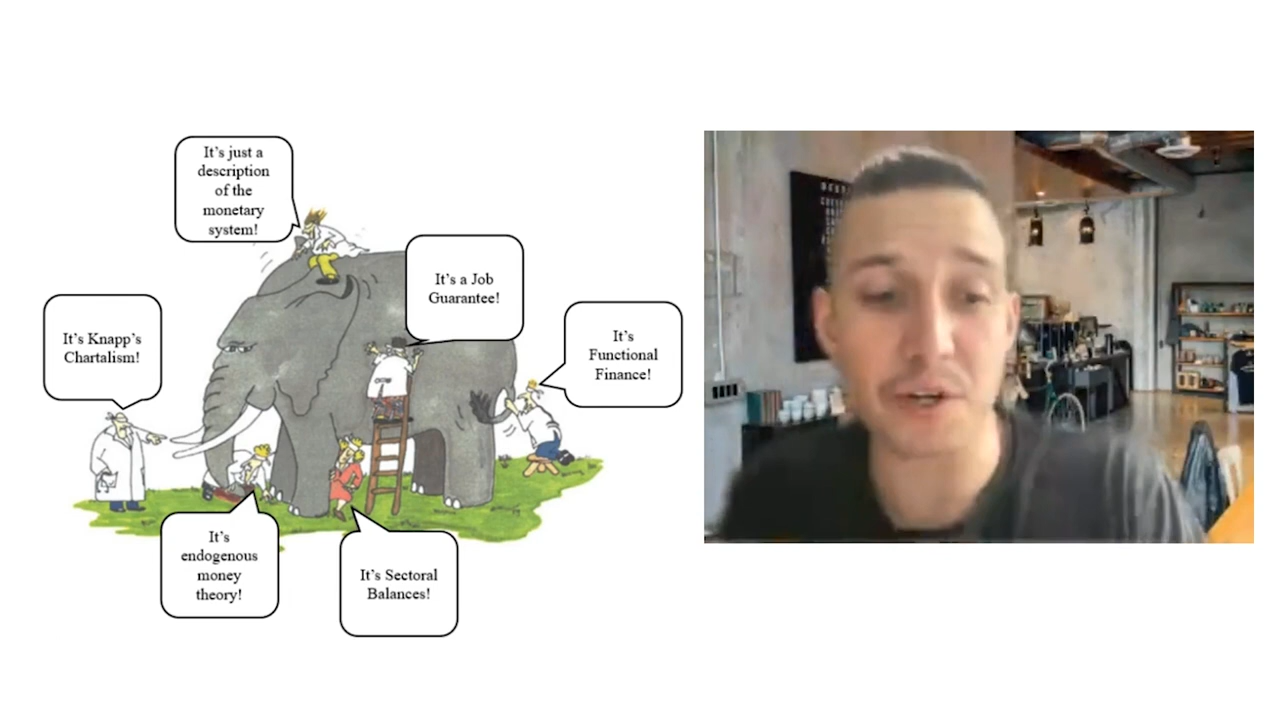 It's just a
description
of the
monetary
system!
It's a Job
Guarantee!
It's Knapp's
Chartalism!
It's
Functional
Finance!
It's
endogenous
money
theory!
It's Sectoral
Balances!